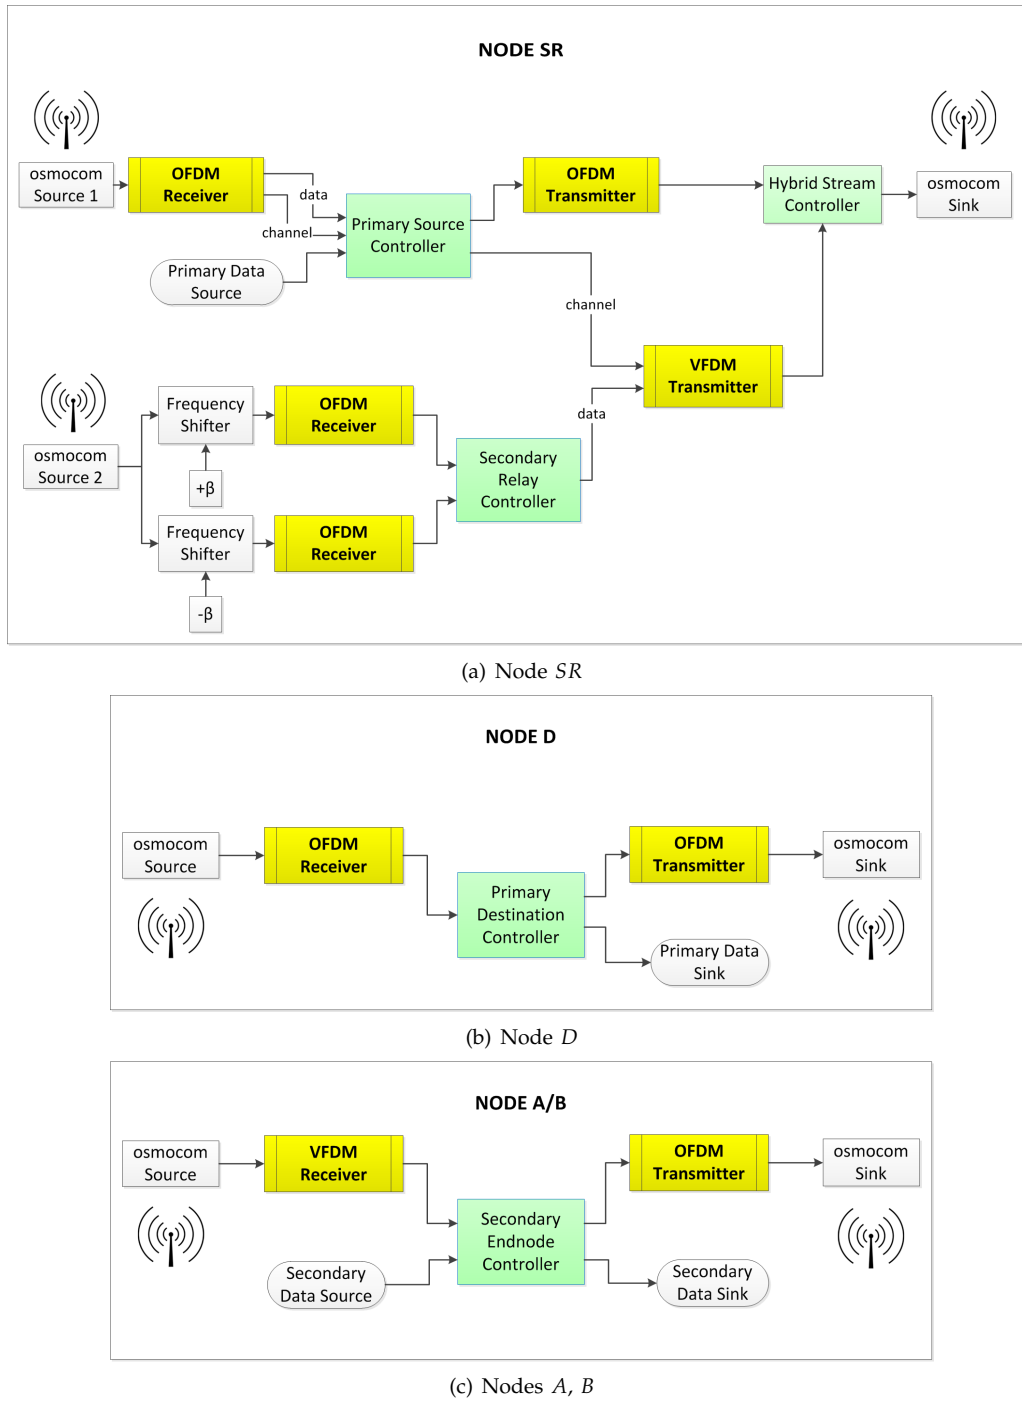 NODE SR
osmocom
Source 1
OFDM
Receiver
data
channel
Primary Data
Source
Primary Source
Controller
OFDM
Transmitter
Hybrid Stream
Controller
osmocom
Sink
channel
VFDM
Transmitter
data
osmocom
Source 2
Frequency
Shifter
+β
OFDM
Receiver
Secondary
Relay
Controller
Frequency
Shifter
-β
OFDM
Receiver
(a) Node SR
NODE D
osmocom
Source
OFDM
Receiver
Primary
Destination
Controller
OFDM
Transmitter
osmocom
Sink
Primary Data
Sink
(b) Node D
NODE A/B
osmocom
Source
VFDM
Receiver
Secondary
Data Source
Secondary
Endnode
Controller
OFDM
Transmitter
osmocom
Sink
Secondary
Data Sink
(c) Nodes A, B